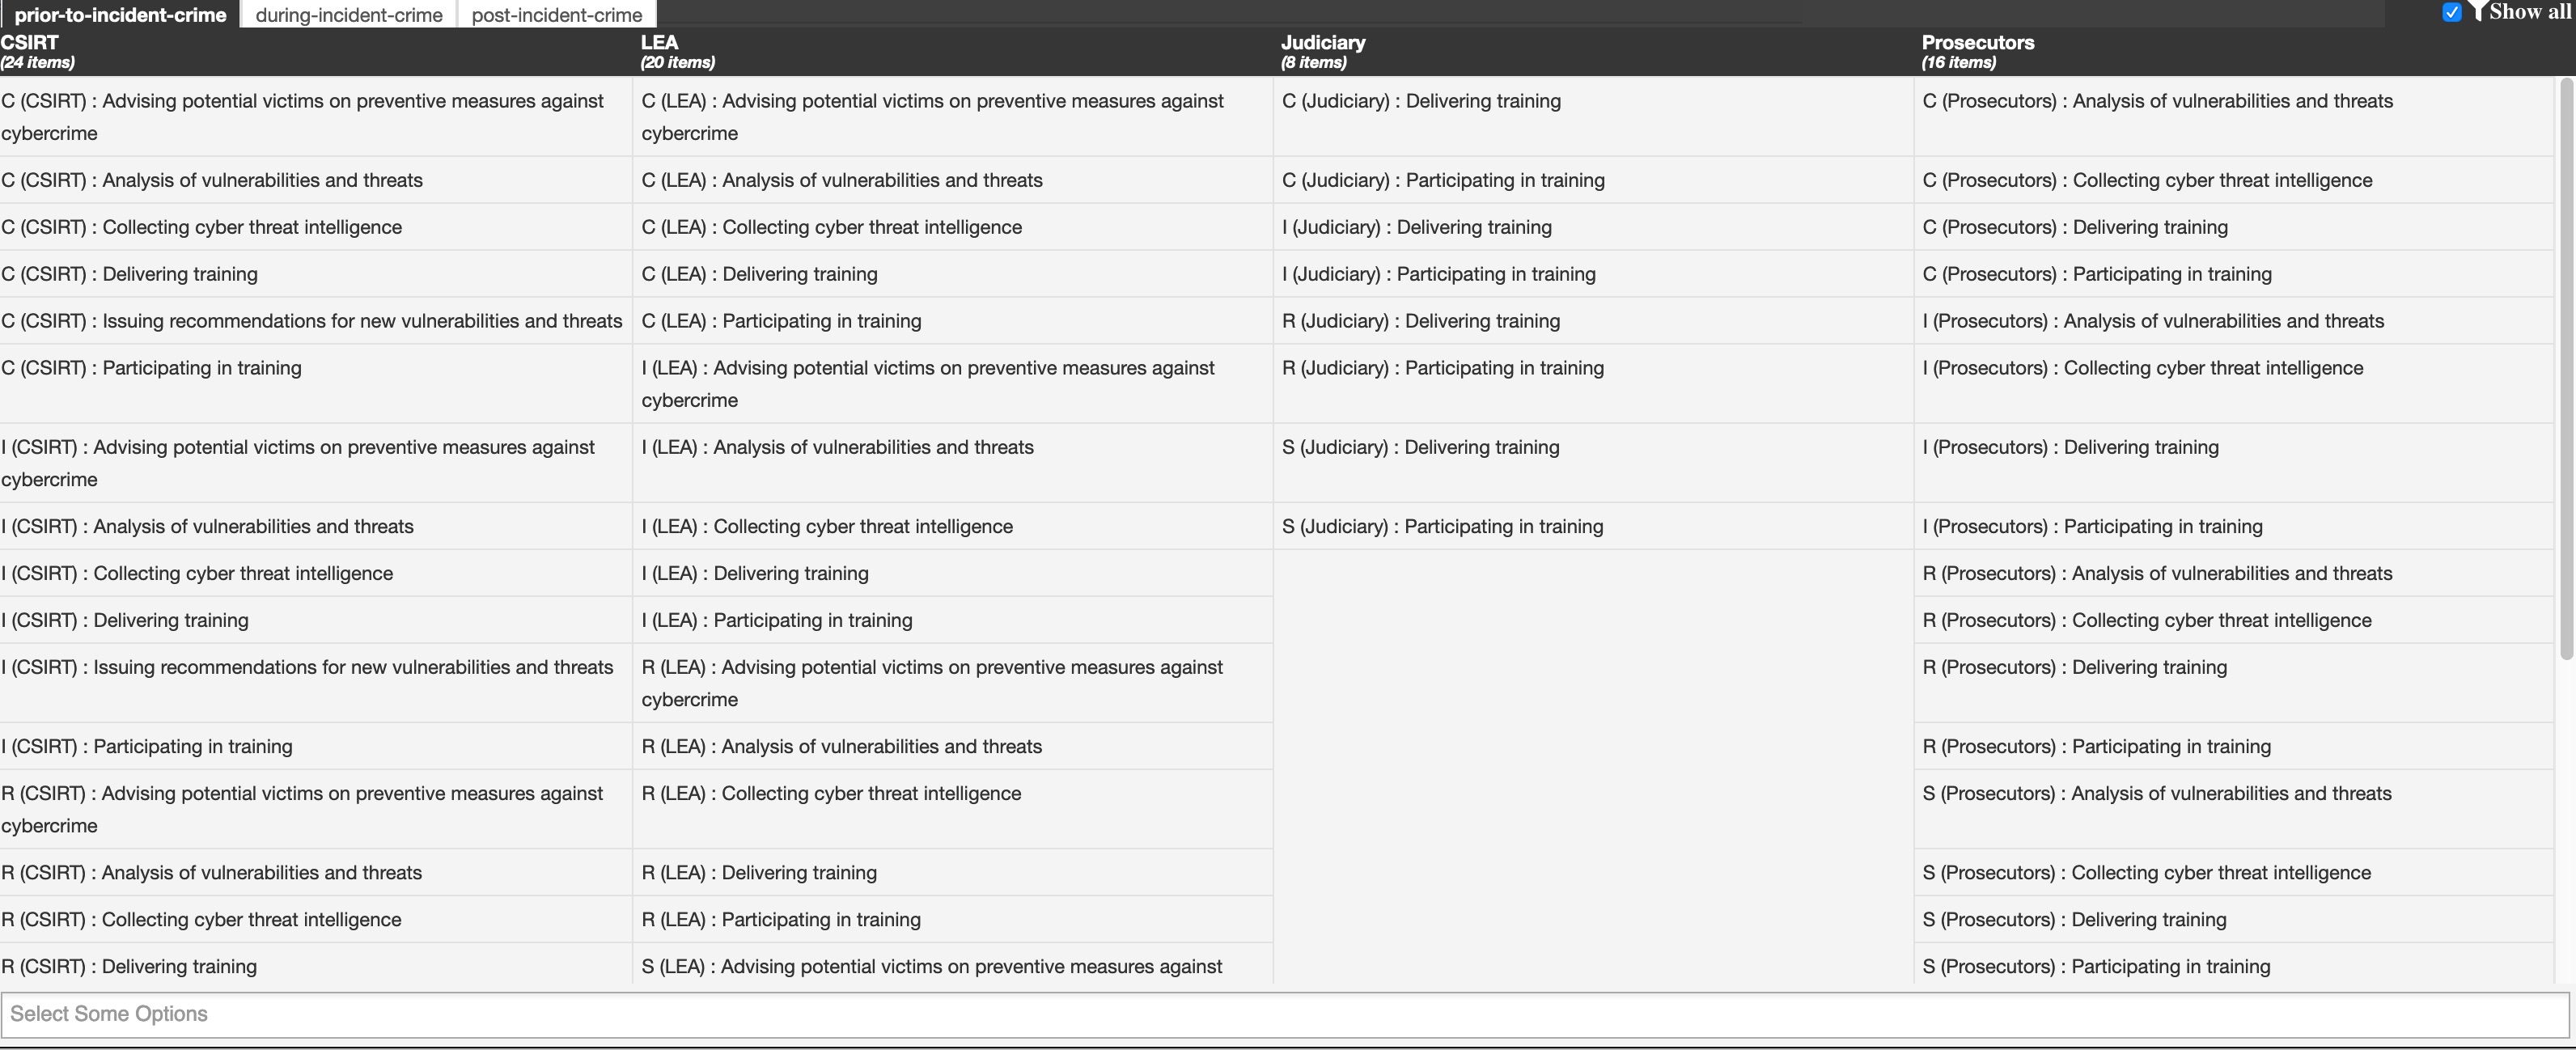 prior-to-incident-crime during-incident-crime post-incident-crime Show all
CSIRT LEA Judiciary Prosecutors
(24 items) (20 items) (8 items) (16 items)
C (CSIRT) : Advising potential victims on preventive measures against C (LEA) : Advising potential victims on preventive measures against C (Judiciary) : Delivering training C (Prosecutors) : Analysis of vulnerabilities and threats
cybercrime cybercrime
C (CSIRT) : Analysis of vulnerabilities and threats C (LEA) : Analysis of vulnerabilities and threats C (Judiciary) : Participating in training C (Prosecutors) : Collecting cyber threat intelligence
C (CSIRT) : Collecting cyber threat intelligence C (LEA) : Collecting cyber threat intelligence I (Judiciary) : Delivering training C (Prosecutors) : Delivering training
C (CSIRT) : Delivering training C (LEA) : Delivering training I (Judiciary) : Participating in training C (Prosecutors) : Participating in training
C (CSIRT) : Issuing recommendations for new vulnerabilities and threats C (LEA) : Participating in training R (Judiciary) : Delivering training I (Prosecutors) : Analysis of vulnerabilities and threats
C (CSIRT) : Participating in training I (LEA) : Advising potential victims on preventive measures against R (Judiciary) : Participating in training I (Prosecutors) : Collecting cyber threat intelligence
cybercrime
I (CSIRT) : Advising potential victims on preventive measures against I (LEA) : Analysis of vulnerabilities and threats S (Judiciary) : Delivering training I (Prosecutors) : Delivering training
cybercrime
I (CSIRT) : Analysis of vulnerabilities and threats I (LEA) : Collecting cyber threat intelligence S (Judiciary) : Participating in training I (Prosecutors) : Participating in training
I (CSIRT) : Collecting cyber threat intelligence I (LEA) : Delivering training R (Prosecutors) : Analysis of vulnerabilities and threats
I (CSIRT) : Delivering training I (LEA) : Participating in training R (Prosecutors) : Collecting cyber threat intelligence
I (CSIRT) : Issuing recommendations for new vulnerabilities and threats R (LEA) : Advising potential victims on preventive measures against R (Prosecutors) : Delivering training
cybercrime
I (CSIRT) : Participating in training R (LEA) : Analysis of vulnerabilities and threats R (Prosecutors) : Participating in training
R (CSIRT) : Advising potential victims on preventive measures against R (LEA) : Collecting cyber threat intelligence S (Prosecutors) : Analysis of vulnerabilities and threats
cybercrime
R (CSIRT) : Analysis of vulnerabilities and threats R (LEA) : Delivering training S (Prosecutors) : Collecting cyber threat intelligence
R (CSIRT) : Collecting cyber threat intelligence R (LEA) : Participating in training S (Prosecutors) : Delivering training
R (CSIRT) : Delivering training S (LEA) : Advising potential victims on preventive measures against S (Prosecutors) : Participating in training
Select Some Options